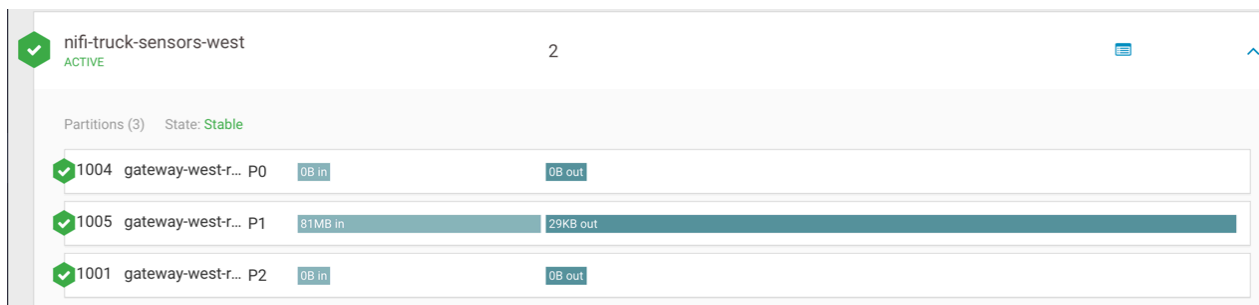 nifi-truck-sensors-west
ACTIVE
2
Partitions (3) State: Stable
1004 gateway-west-r... P0 0B in 0B out
1005 gateway-west-r... P1 81MB in 29KB out
1001 gateway-west-r... P2 0B in 0B out